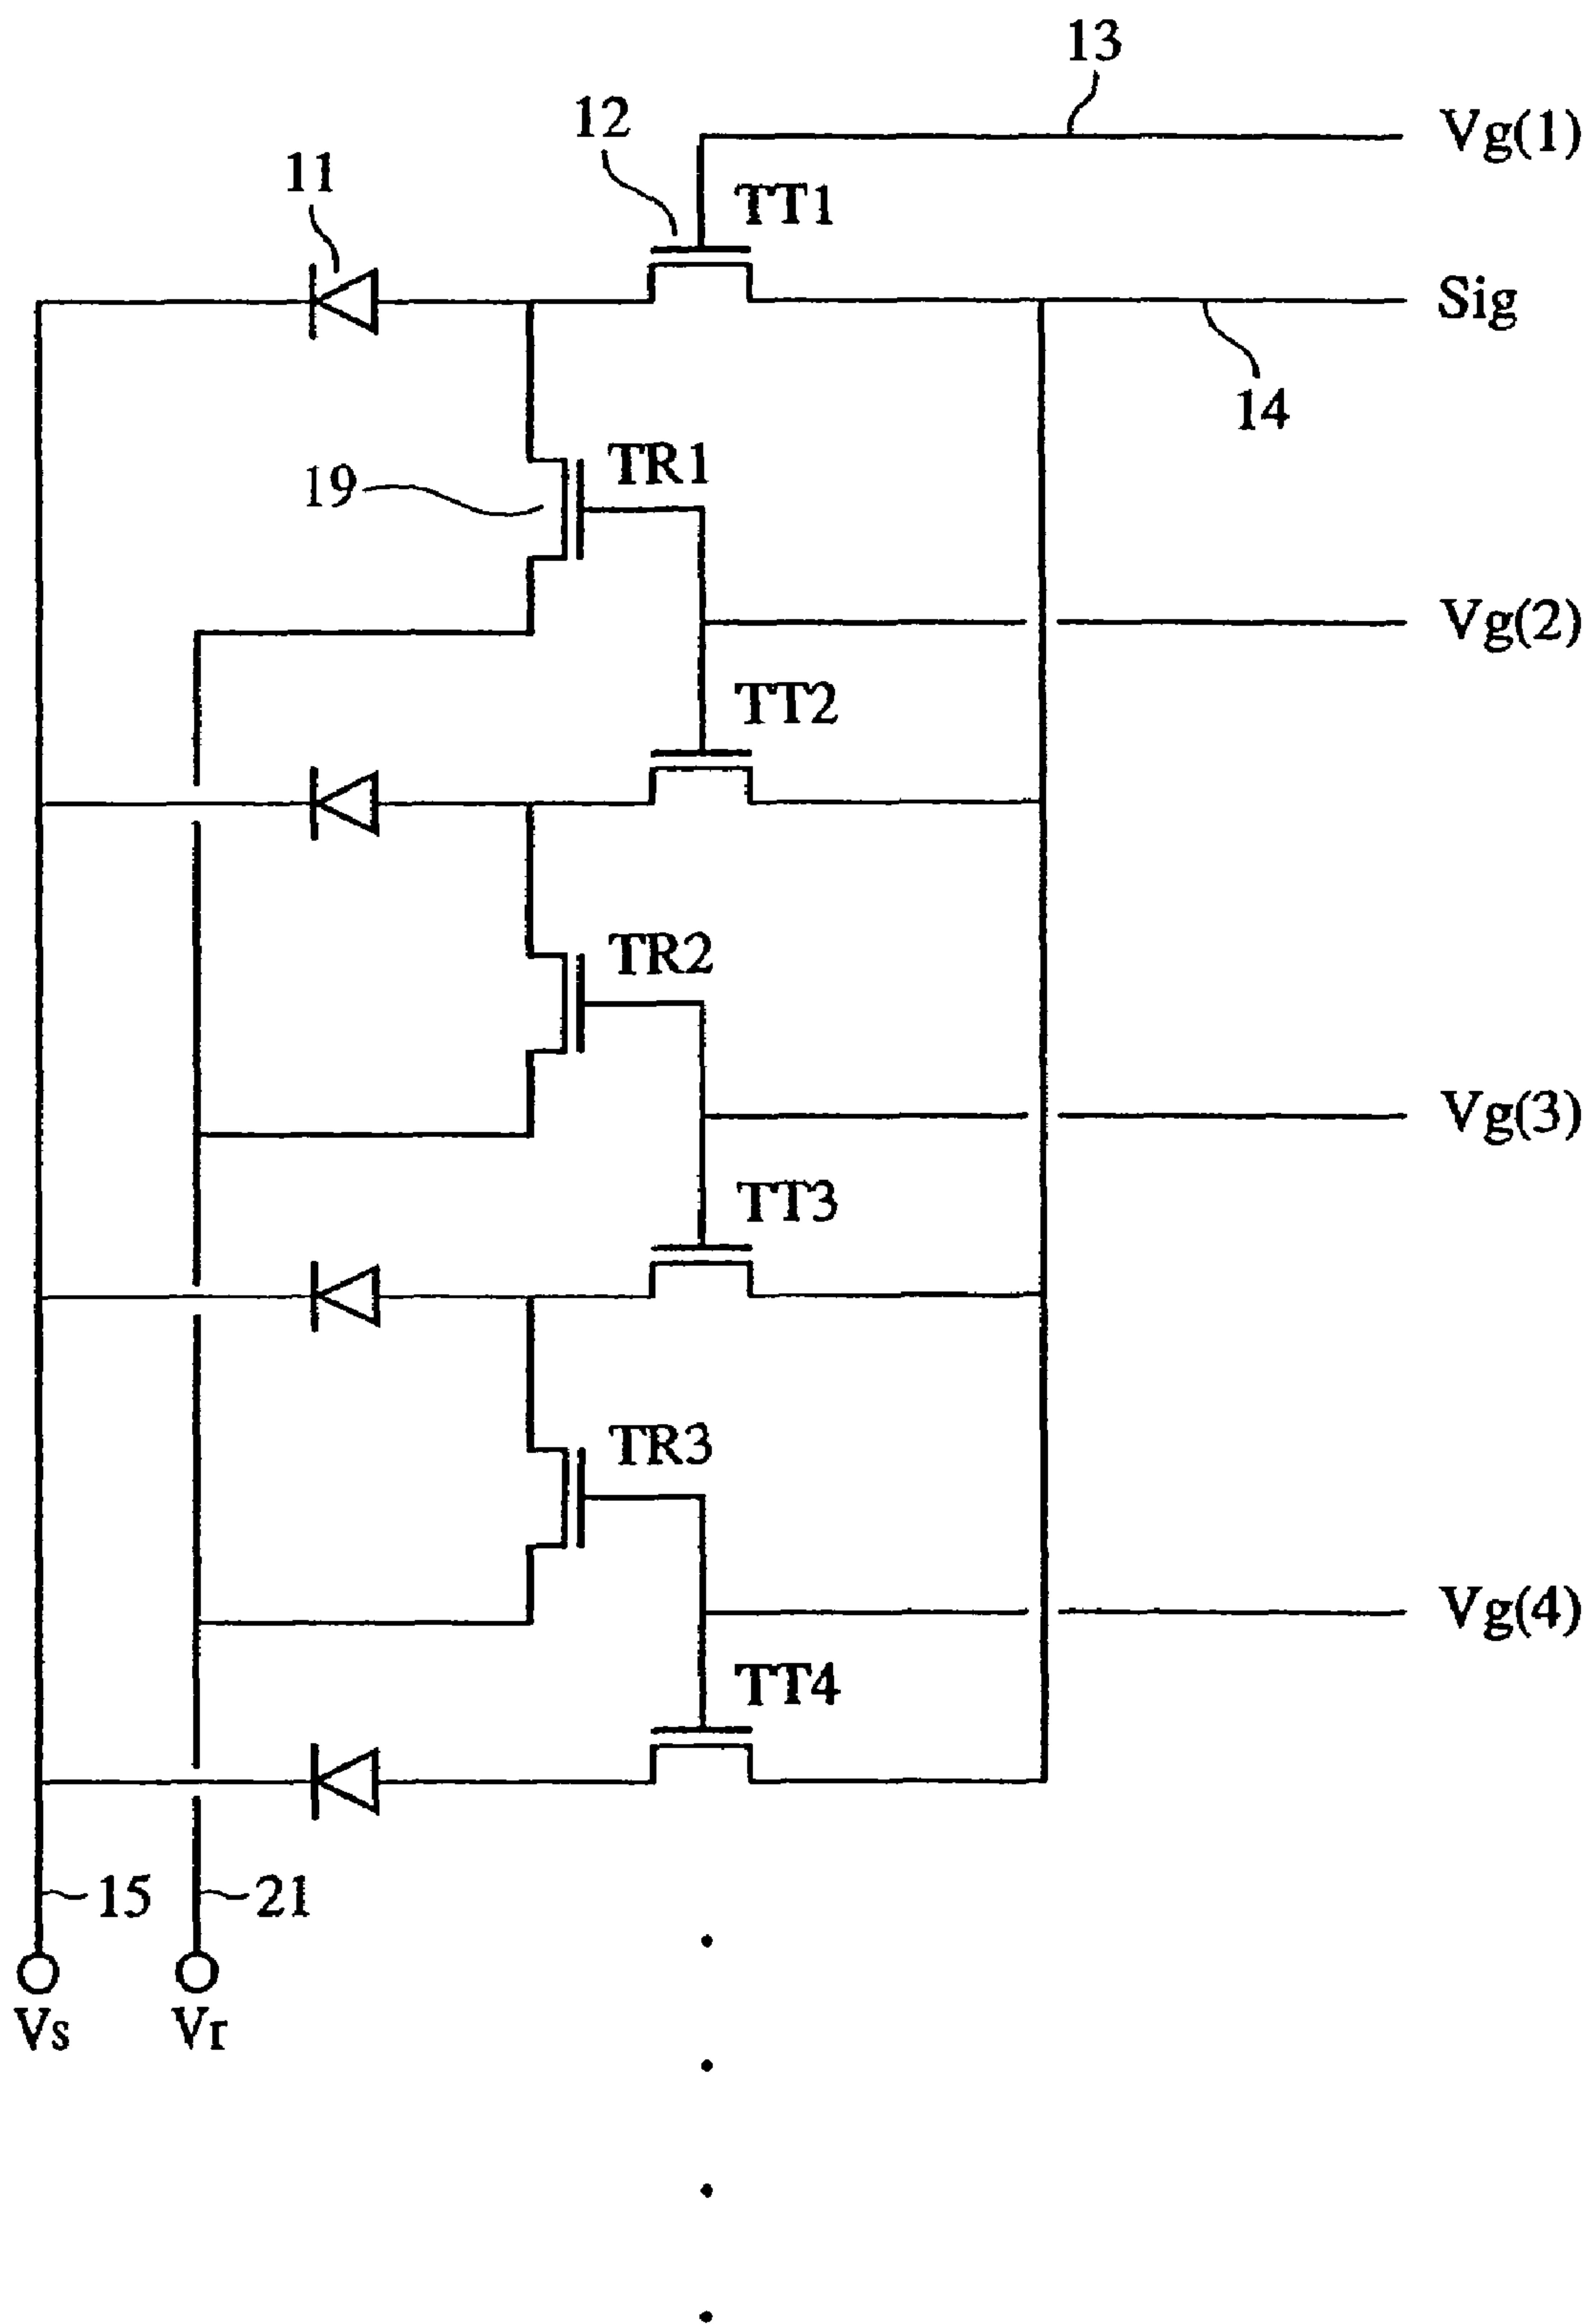 13
Vg(1)
12
11
TT1
Sig
14
TR1
19
Vg(2)
TT2
TR2
Vg(3)
TT3
TR3
Vg(4)
TT4
15
21
Vs
Vr